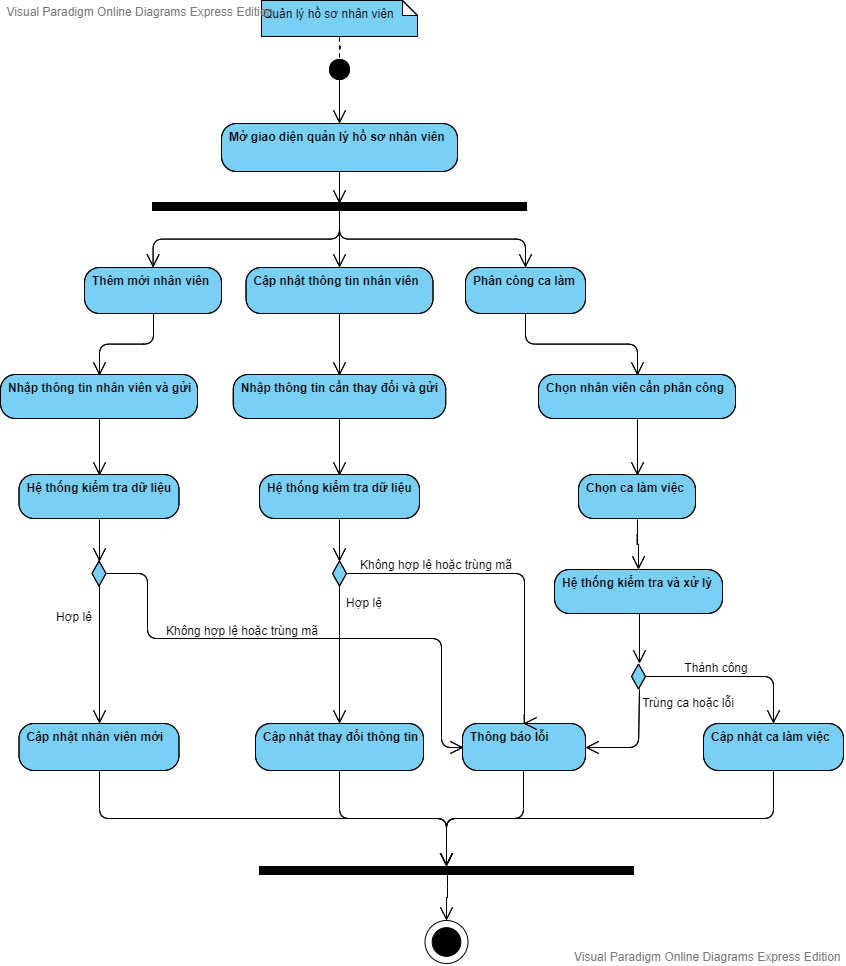 Visual Paradigm Online Diagrams Express Edition
Quản lý hồ sơ nhân viên
Mở giao diện quản lý hồ sơ nhân viên
Thêm mới nhân viên
Cập nhật thông tin nhân viên
Phân công ca làm
Nhập thông tin nhân viên và gửi
Nhập thông tin cần thay đổi và gửi
Chọn nhân viên cần phân công
Hệ thống kiểm tra dữ liệu
Hệ thống kiểm tra dữ liệu
Chọn ca làm việc
Không hợp lệ hoặc trùng mã
Hệ thống kiểm tra và xử lý
Hợp lệ
Hợp lệ
Không hợp lệ hoặc trùng mã
Thành công
Trùng ca hoặc lỗi
Cập nhật nhân viên mới
Cập nhật thay đổi thông tin
Thông báo lỗi
Cập nhật ca làm việc
Visual Paradigm Online Diagrams Express Edition